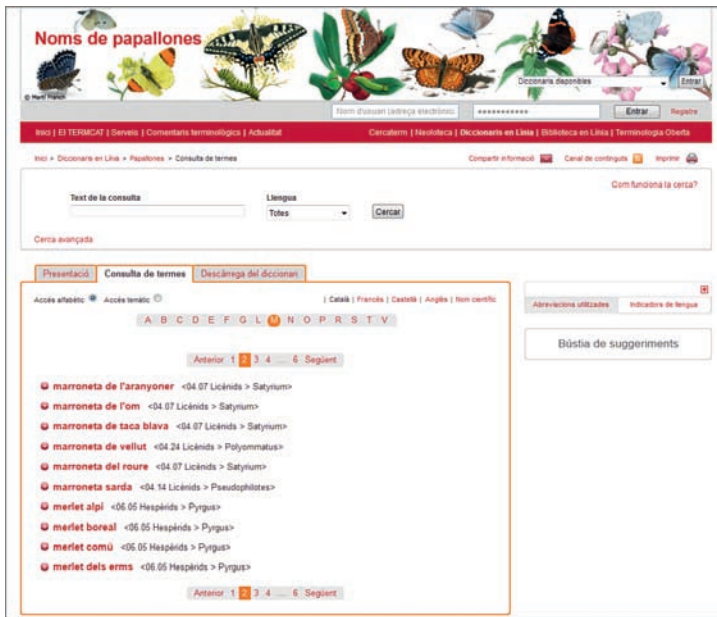 Noms de papallones
© Martí Franch
Diccionaris disponibles
Entrar
Nom d'usuari (adreça electrònic
***********
Entrar
Registre
Inici | El TERMCAT | Serveis | Comentaris terminològics | Actualitat
Cercaterm | Neoloteca | Diccionaris en Línia | Biblioteca en Línia | Terminologia Oberta
Inici > Diccionaris en Línia > Papallones > Consulta de termes
Compartir informació
Canal de continguts
Imprimir
Com funciona la cerca?
Text de la consulta
Llengua
Totes
Cercar
Cerca avançada
Presentació
Consulta de termes
Descàrrega del diccionari
Accés alfabètic
Accés temàtic
| Català | Francès | Castellà | Anglès | Nom científic
A B C D E F G L M N O P R S T V
Anterior 1 2 3 4 .... 6 Següent
marroneta de l'aranyoner <04.07 Licènids > Satyrium>
marroneta de l'om <04.07 Licènids > Satyrium>
marroneta de taca blava <04.07 Licènids > Satyrium>
marroneta de vellut <04.24 Licènids > Polyommatus>
marroneta del roure <04.07 Licènids > Satyrium>
marroneta sarda <04.14 Licènids > Pseudophilotes>
merlet alpí <06.05 Hespèrids > Pyrgus>
merlet boreal <06.05 Hespèrids > Pyrgus>
merlet comú <06.05 Hespèrids > Pyrgus>
merlet dels erms <06.05 Hespèrids > Pyrgus>
Anterior 1 2 3 4 .... 6 Següent
Abreviacions utilitzades
Indicadors de llengua
Bústia de suggeriments